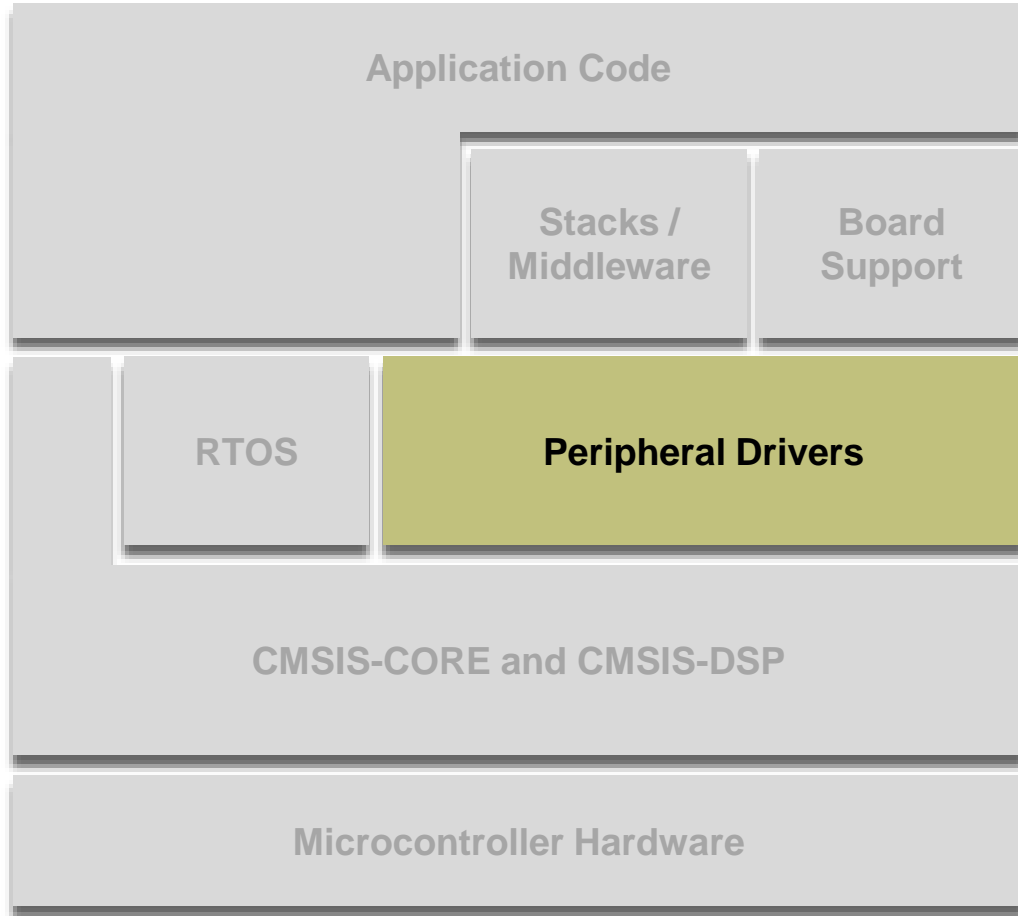 Application Code
Stacks /
Middleware
Board
Support
RTOS
Peripheral Drivers
CMSIS-CORE and CMSIS-DSP
Microcontroller Hardware